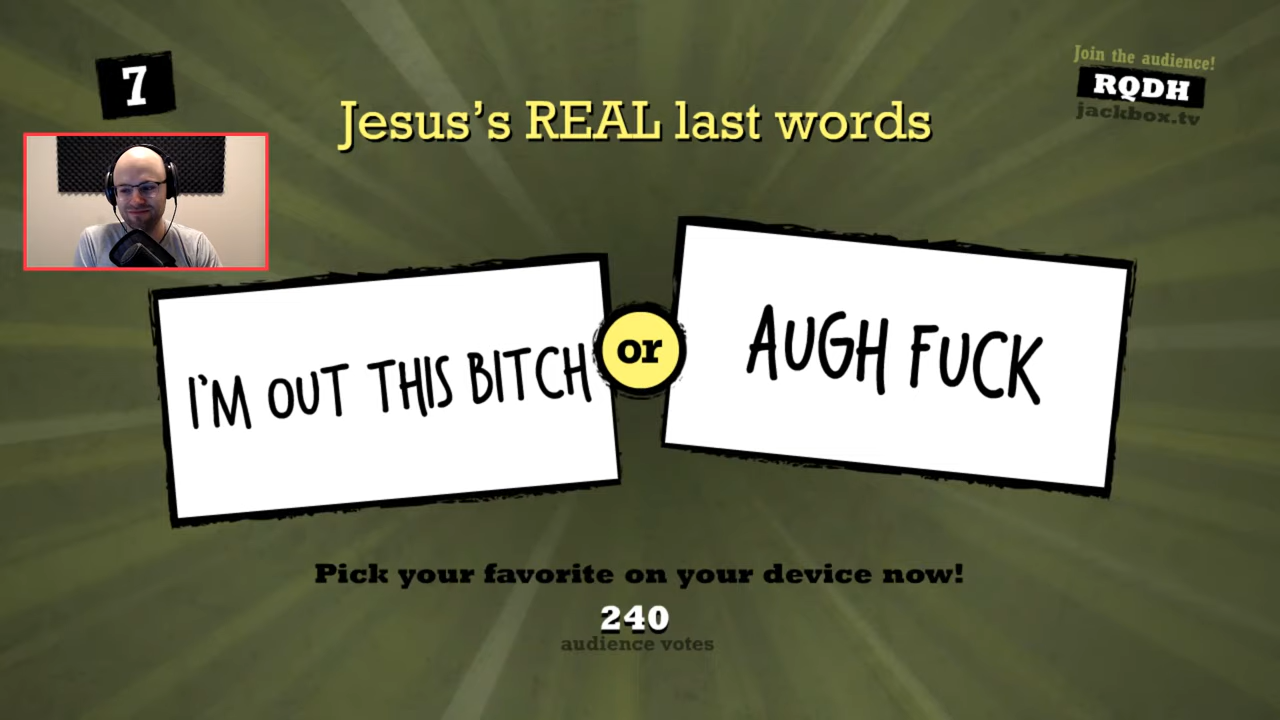 7
Join the audience!
RQDH
jackbox.tv
Jesus's REAL last words
I'M OUT THIS BITCH
or
AUGH FUCK
Pick your favorite on your device now!
240
audience votes